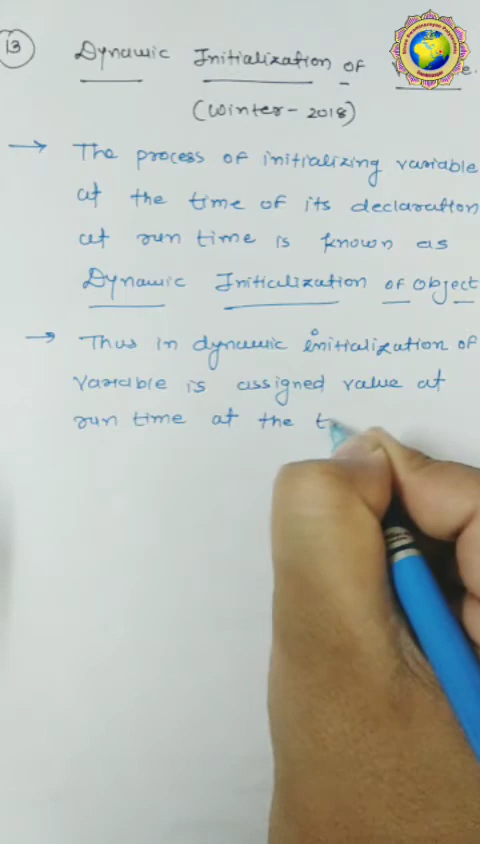 13 Dynamic Initialization of
(Winter - 2018)
→ The process of initializing variable
at the time of its declaration
at run time is known as
Dynamic Initialization of Object
→ Thus in dynamic initialization of
variable is assigned value at
run time at the t